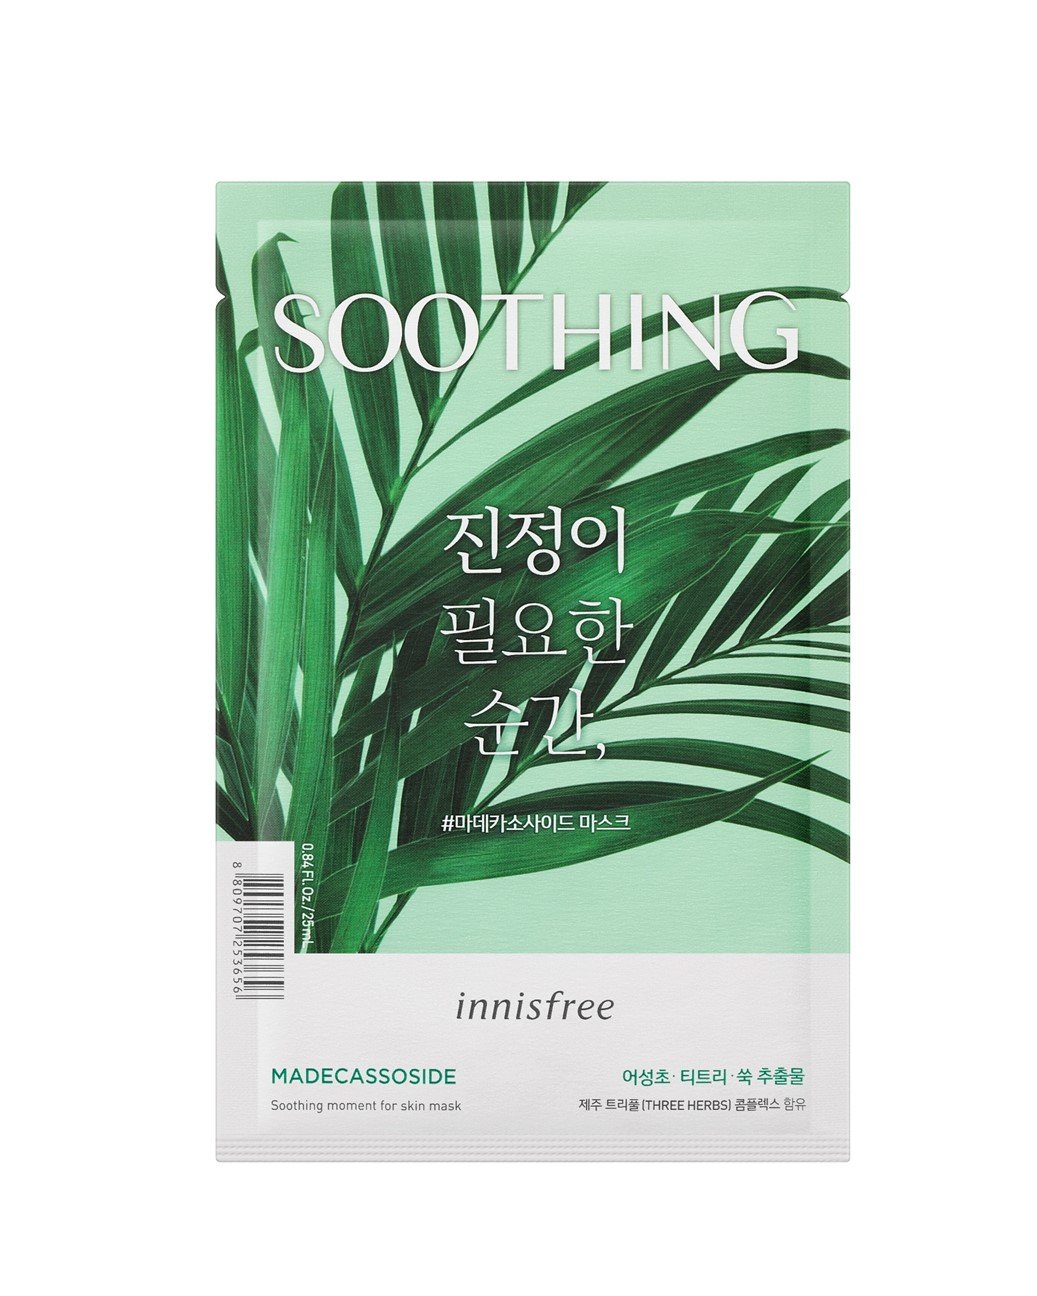 SOOTHING
진정이
필요한
순간,
#마데카소사이드 마스크
0.84 Fl. Oz. / 25 mL
8 809707 253656
innisfree
MADECASSOSIDE
Soothing moment for skin mask
어성초·티트리·쑥 추출물
제주 트리풀(THREE HERBS) 콤플렉스 함유